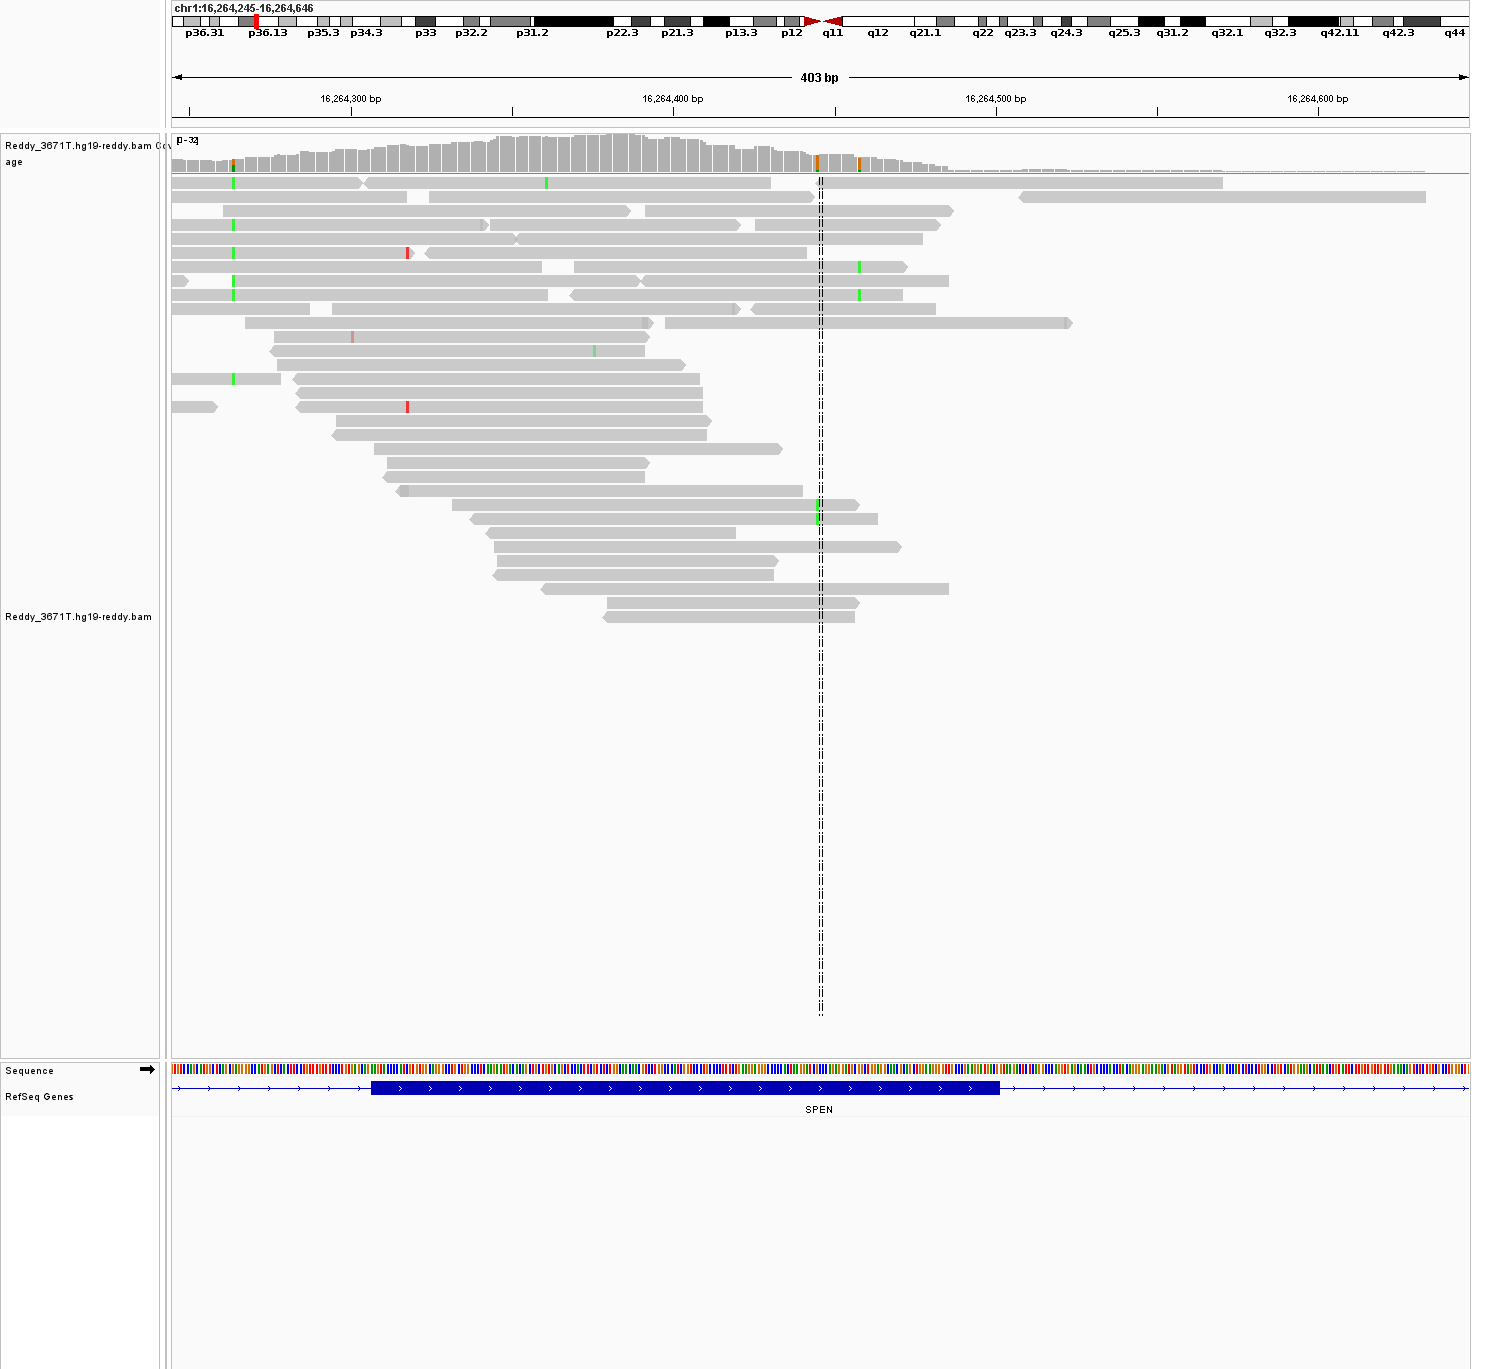 chr1:16,264,245-16,264,646
p36.31 p36.13 p35.3 p34.3 p33 p32.2 p31.2 p22.3 p21.3 p13.3 p12 q11 q12 q21.1 q22 q23.3 q24.3 q25.3 q31.2 q32.1 q32.3 q42.11 q42.3 q44
403 bp
16,264,300 bp 16,264,400 bp 16,264,500 bp 16,264,600 bp
Reddy_3671T.hg19-reddy.bam Cov
age
[0 - 32]
Reddy_3671T.hg19-reddy.bam
Sequence
RefSeq Genes
SPEN